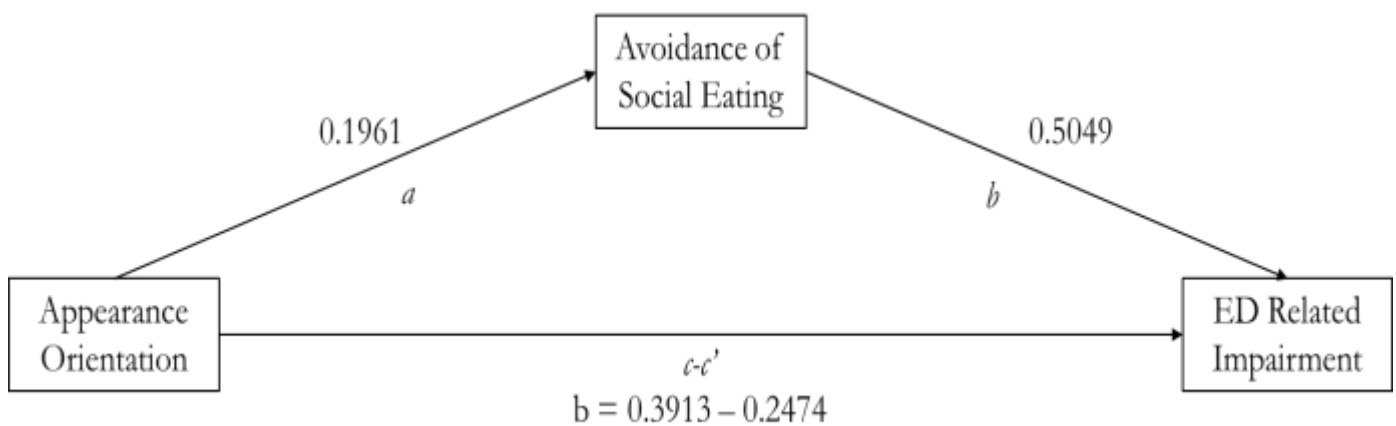 Avoidance of
Social Eating
0.1961
0.5049
a
b
Appearance
Orientation
ED Related
Impairment
c-c’
b = 0.3913 – 0.2474